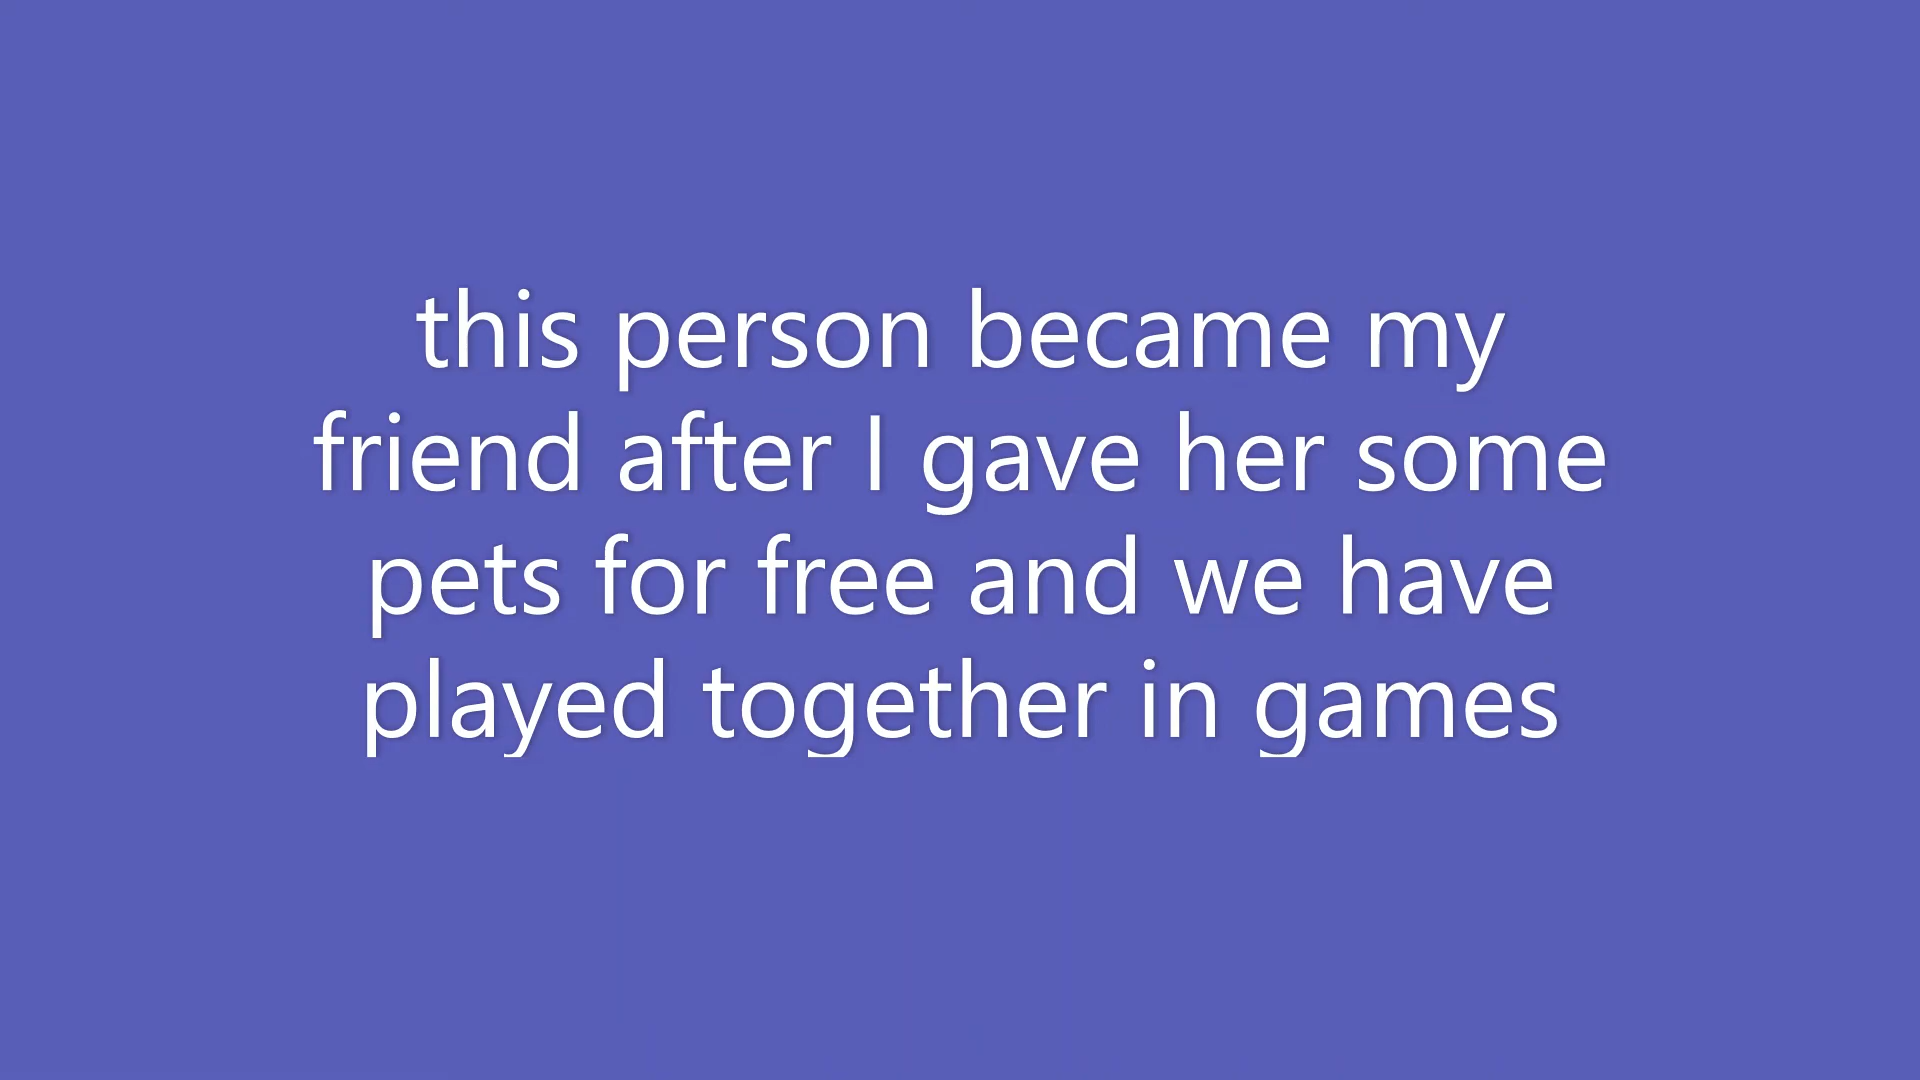 this person became my
friend after I gave her some
pets for free and we have
played together in games